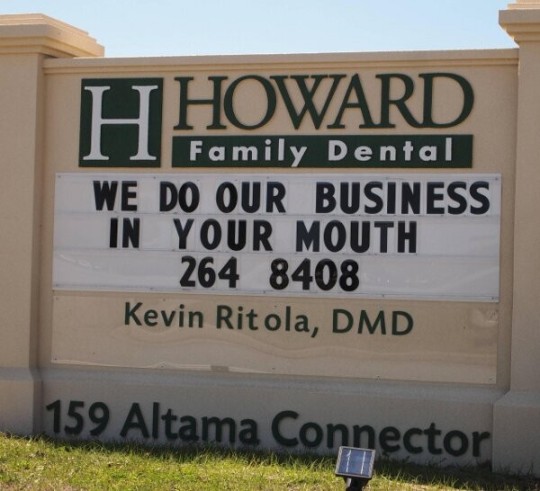 H HOWARD
Family Dental
WE DO OUR BUSINESS
IN YOUR MOUTH
264 8408
Kevin Ritola, DMD
159 Altama Connector